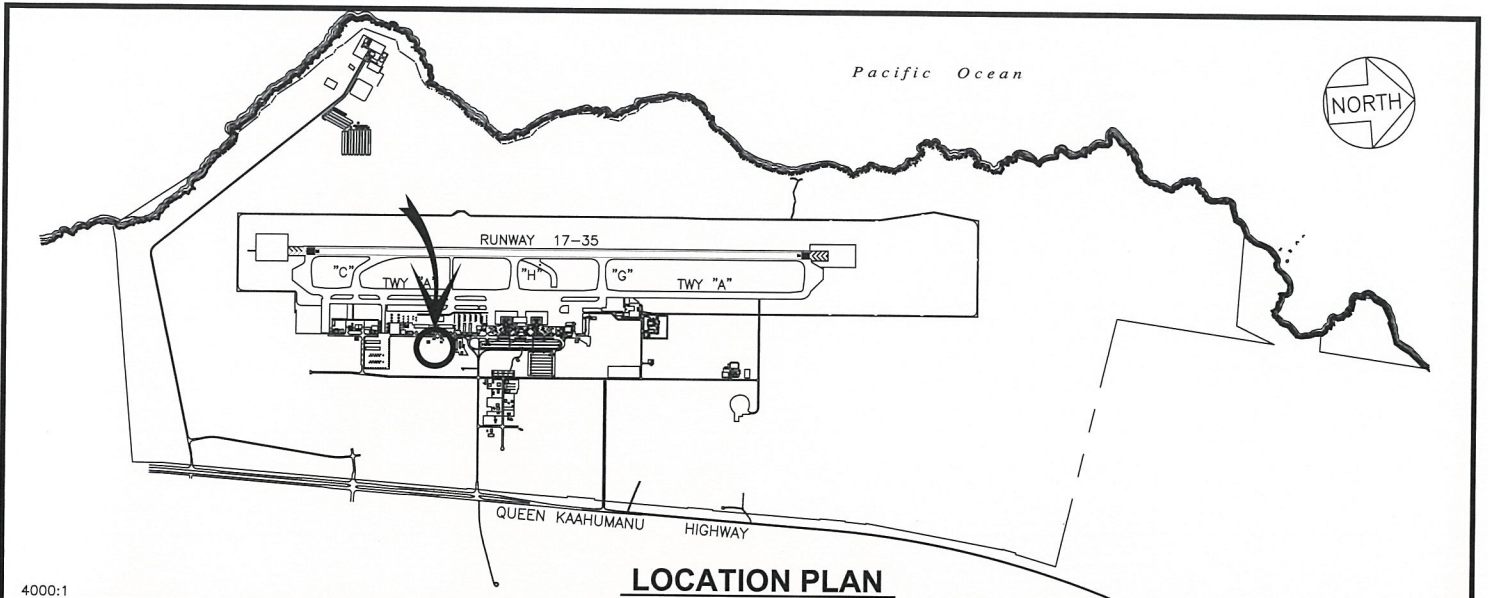 Pacific Ocean
NORTH
RUNWAY 17-35
"C"
TWY "A"
"H"
"G"
TWY "A"
QUEEN KAAHUMANU HIGHWAY
LOCATION PLAN
4000:1